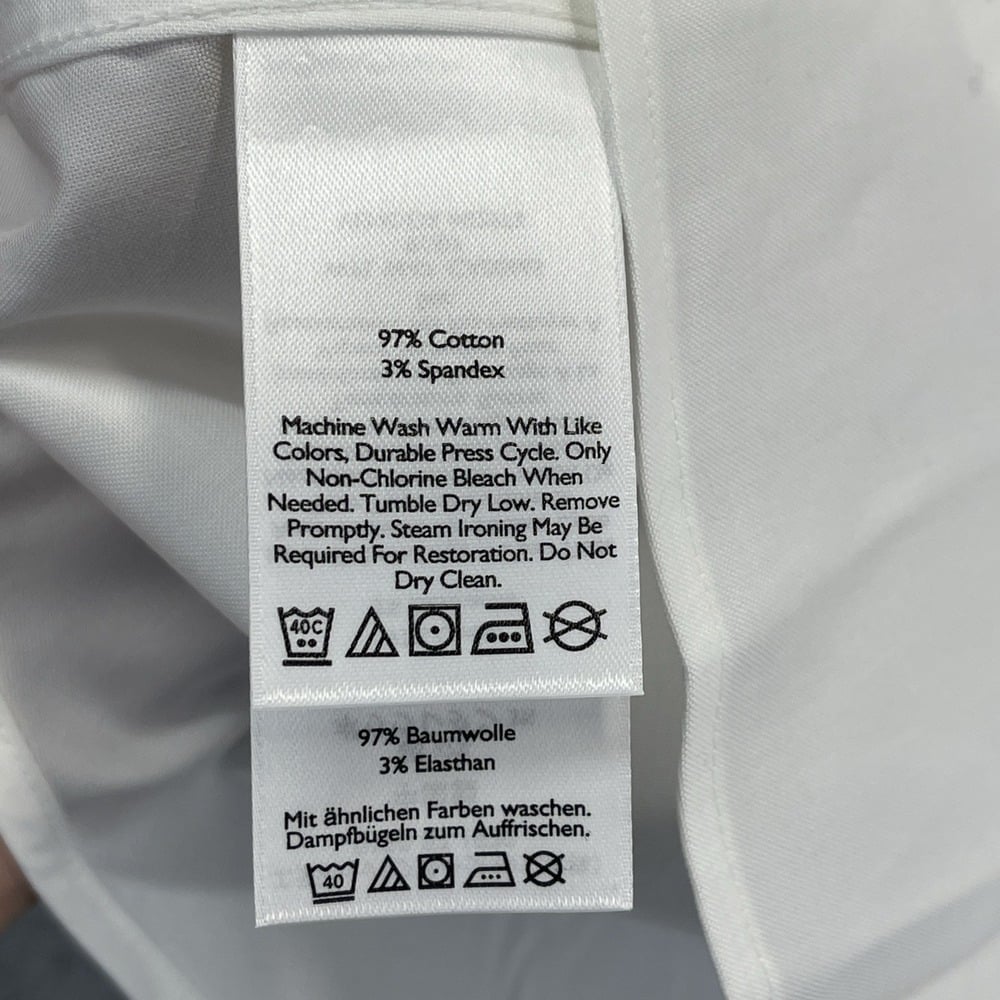 97% Cotton
3% Spandex
Machine Wash Warm With Like
Colors, Durable Press Cycle. Only
Non-Chlorine Bleach When
Needed. Tumble Dry Low. Remove
Promptly. Steam Ironing May Be
Required For Restoration. Do Not
Dry Clean.
40C
97% Baumwolle
3% Elasthan
Mit ähnlichen Farben waschen.
Dampfbügeln zum Auffrischen.
40